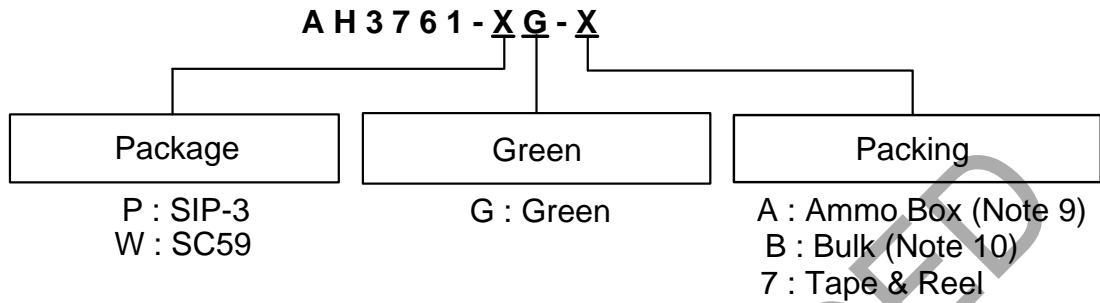 AH3761-XG-X
Package Green Packing
P : SIP-3 G : Green A : Ammo Box (Note 9)
W : SC59 B : Bulk (Note 10)
7 : Tape & Reel